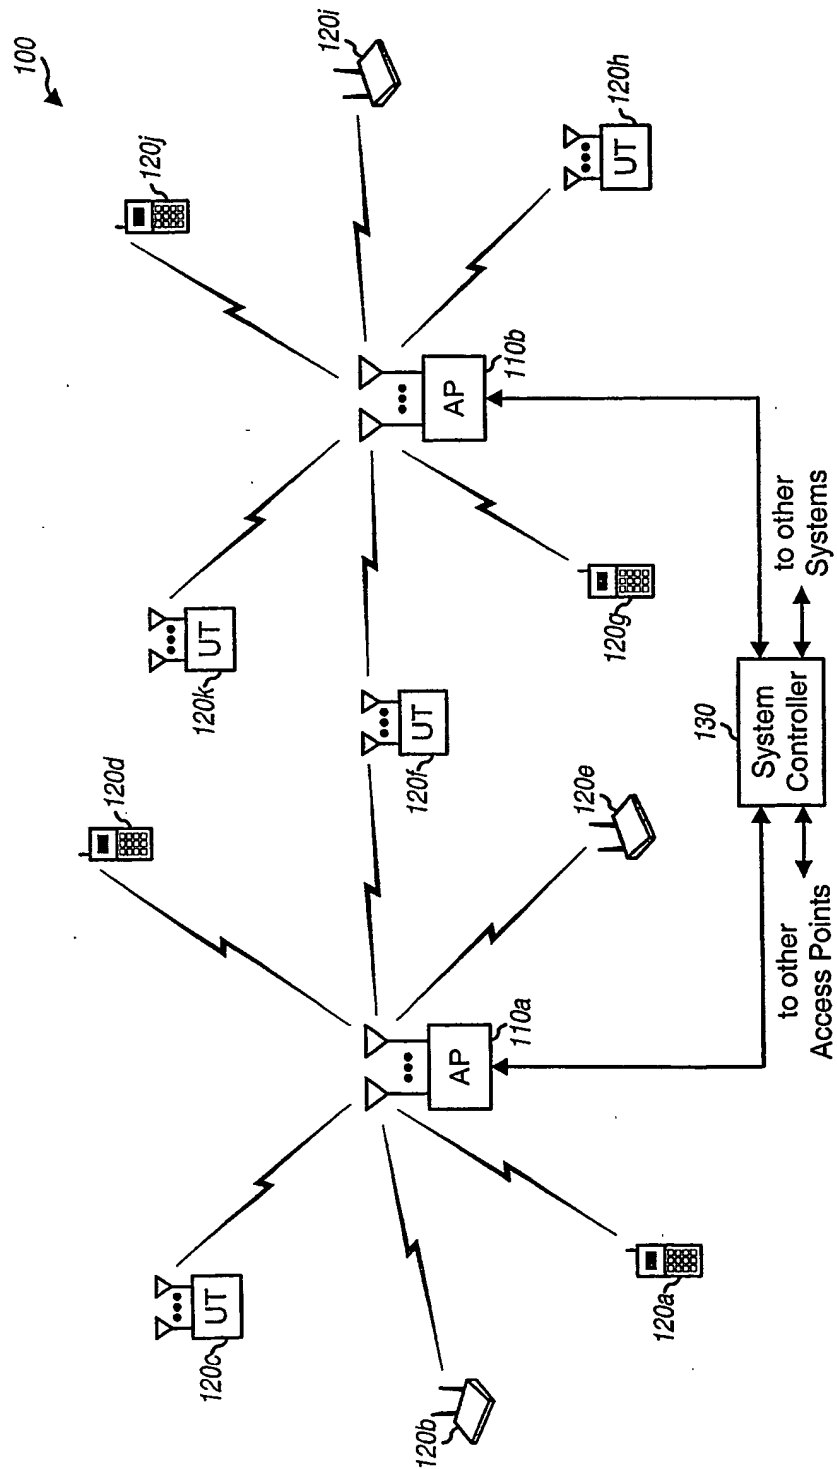 100
120j
120i
120d
120k
UT
120c
UT
120f
UT
120h
UT
120b
110a
AP
110b
AP
120e
120g
120a
130
System
Controller
to other
Access Points
to other
Systems